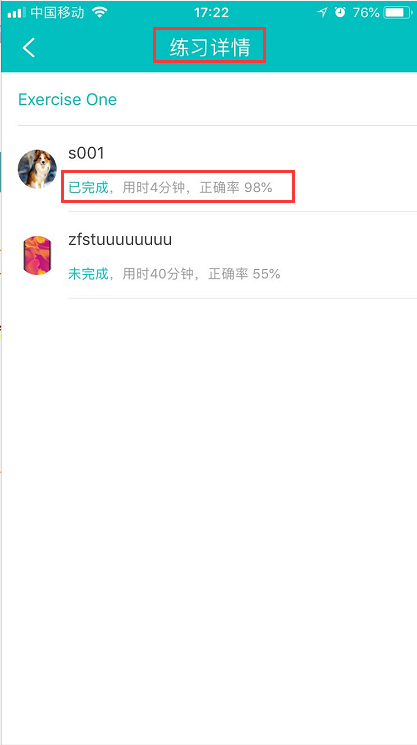 中国移动 17:22 76%
练习详情
Exercise One
s001
已完成，用时4分钟，正确率 98%
zfstuuuuuuuu
未完成，用时40分钟，正确率 55%